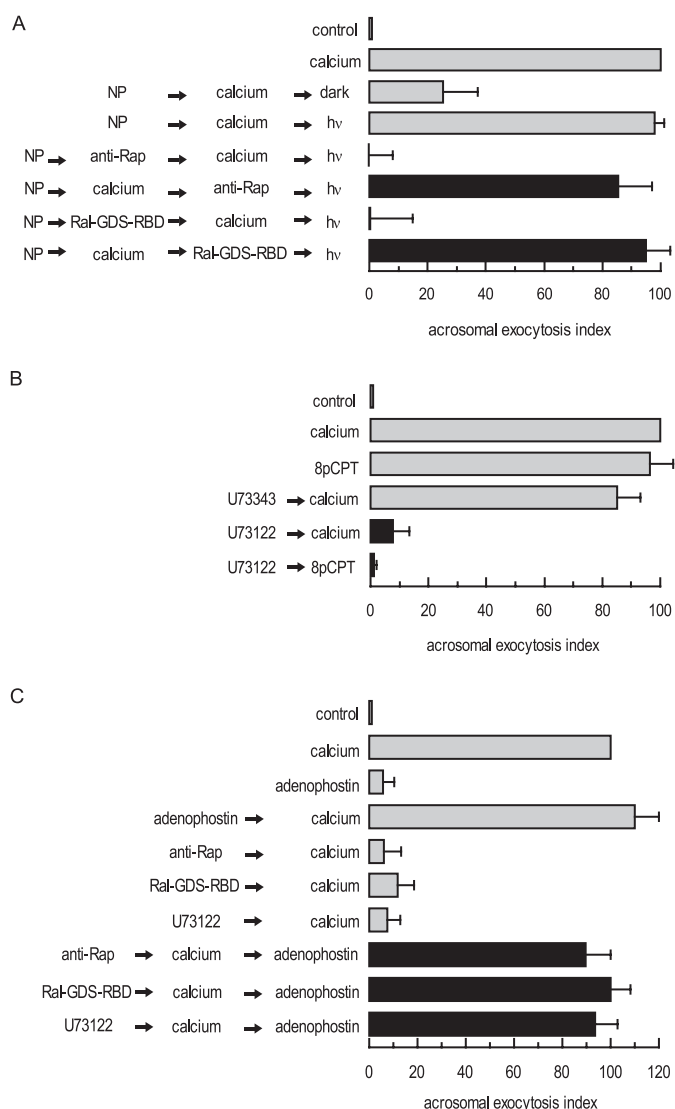 A
control
calcium
NP → calcium → dark
NP → calcium → hν
NP → anti-Rap → calcium → hν
NP → calcium → anti-Rap → hν
NP → Ral-GDS-RBD → calcium → hν
NP → calcium → Ral-GDS-RBD → hν
0 20 40 60 80 100
acrosomal exocytosis index
B
control
calcium
8pCPT
U73343 → calcium
U73122 → calcium
U73122 → 8pCPT
0 20 40 60 80 100
acrosomal exocytosis index
C
control
calcium
adenophostin
adenophostin → calcium
anti-Rap → calcium
Ral-GDS-RBD → calcium
U73122 → calcium
anti-Rap → calcium → adenophostin
Ral-GDS-RBD → calcium → adenophostin
U73122 → calcium → adenophostin
0 20 40 60 80 100 120
acrosomal exocytosis index